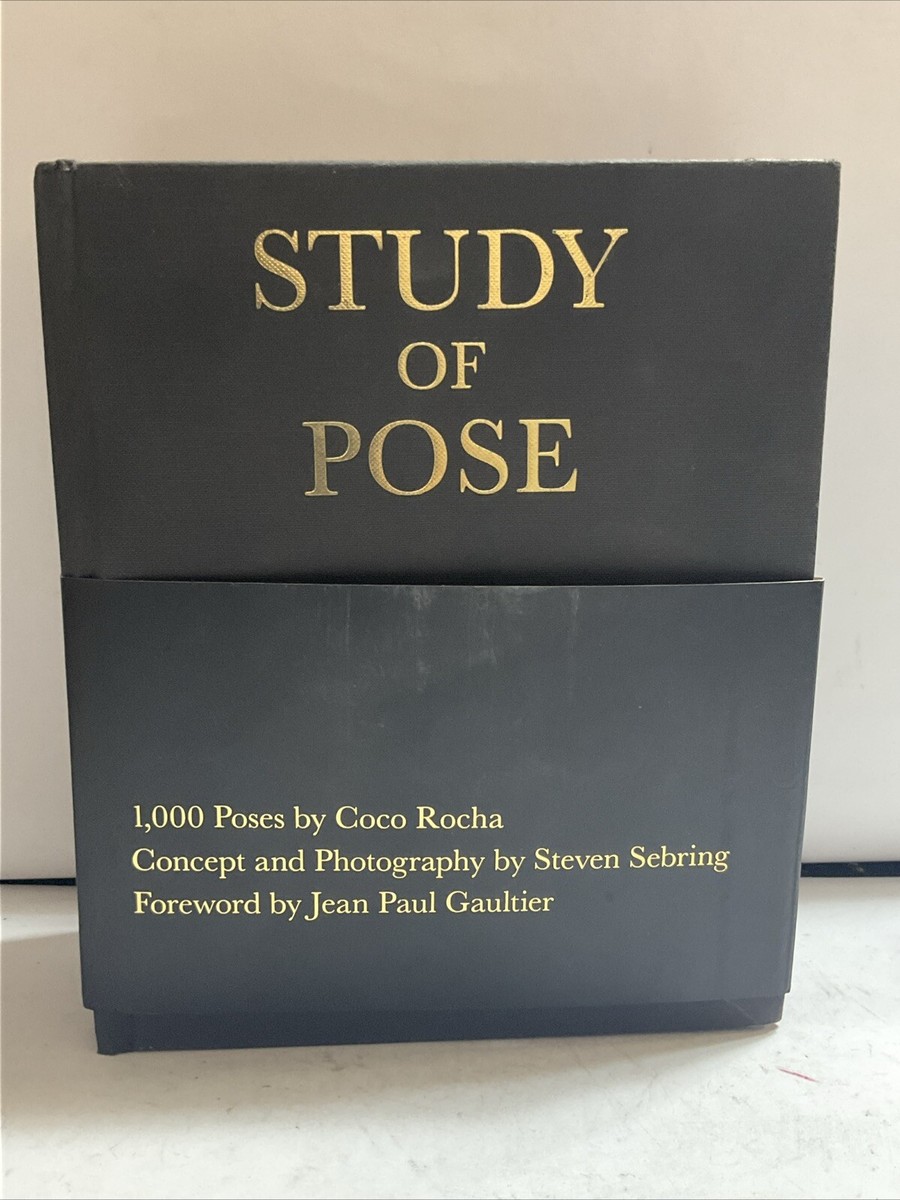 STUDY
OF
POSE
1,000 Poses by Coco Rocha
Concept and Photography by Steven Sebring
Foreword by Jean Paul Gaultier